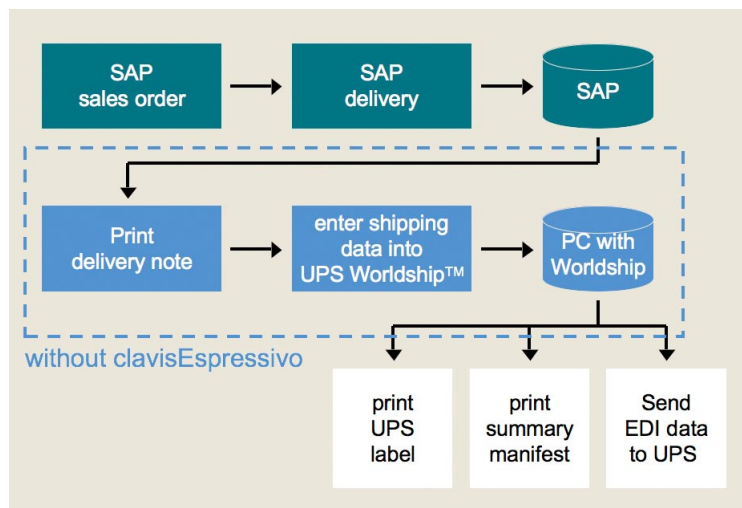 SAP
sales order
SAP
delivery
SAP
Print
delivery note
enter shipping
data into
UPS Worldship™
PC with
Worldship
without clavisEspressivo
print
UPS
label
print
summary
manifest
Send
EDI data
to UPS